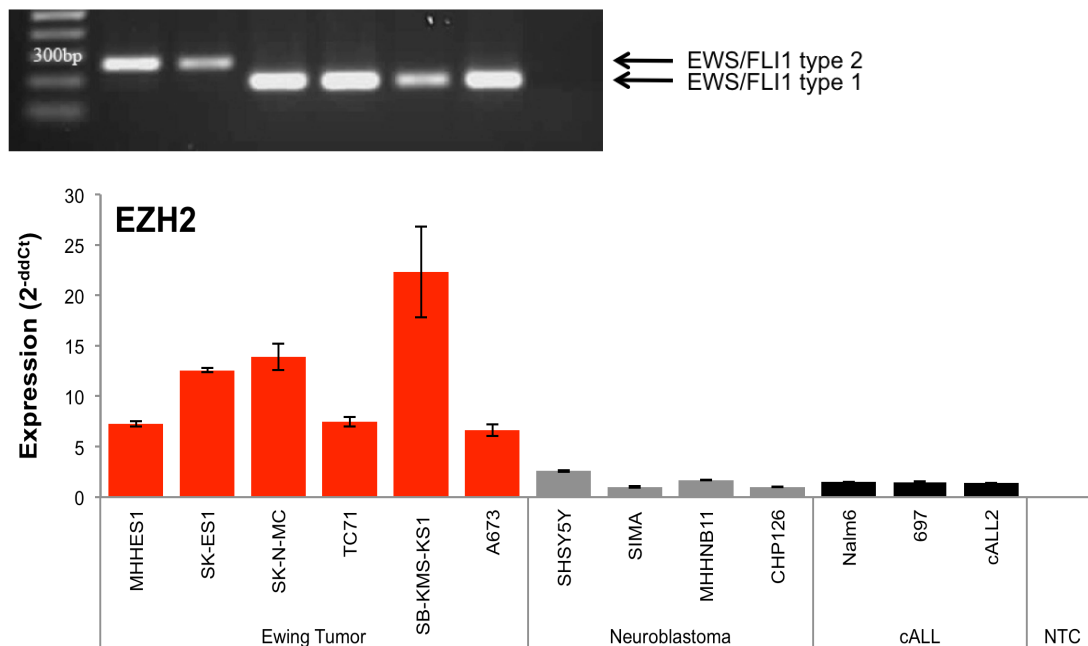 300bp
EWS/FLI1 type 2
EWS/FLI1 type 1
EZH2
Expression (2-ddCt)
30
25
20
15
10
5
0
MHHES1
SK-ES1
SK-N-MC
TC71
SB-KMS-KS1
A673
SHSY5Y
SIMA
MHHNB11
CHP126
Nalm6
697
cALL2
Ewing Tumor
Neuroblastoma
cALL
NTC